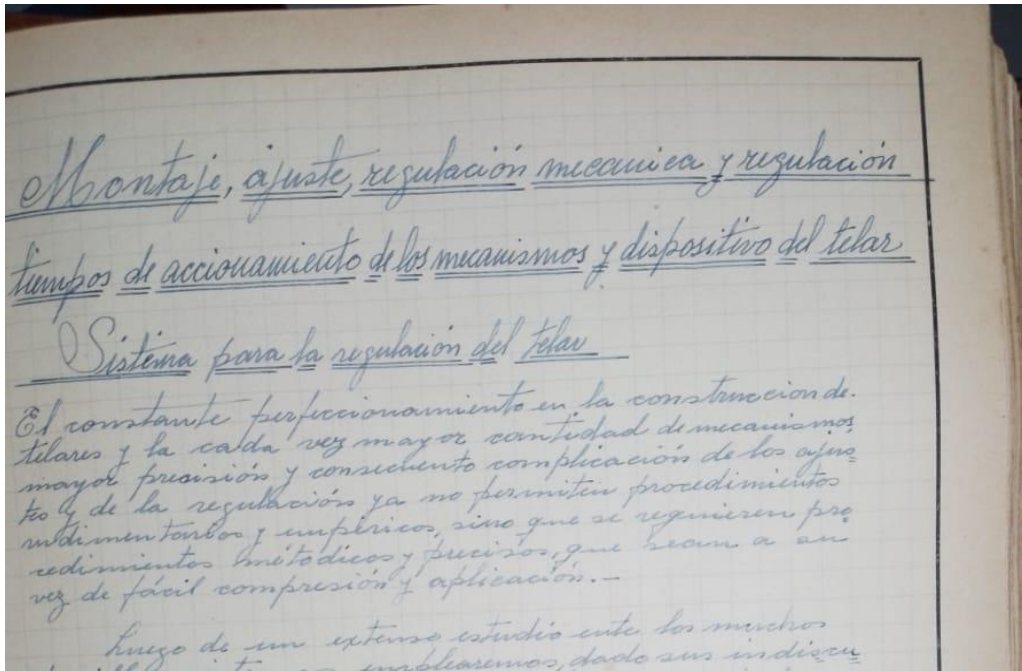 Montaje, ajuste, regulación mecanica y regulación
tiempos de accionamiento de los mecanismos y dispositivo del telar
Sistema para la regulación del telar
El constante perfeccionamiento en la construccion de.
telares y la cada vez mayor cantidad de mecanismos
mayor precisión y consecuente complicación de los ajus
tes y de la regulación ya no permiten procedimientos
rudimentarios y empíricos, sino que se requieren pro
cedimientos métodicos y precisos, que sean a su
vez de fácil compresión y aplicación.-
Luego de un extenso estudio ente los muchos
emplearemos, dado sus indiscu